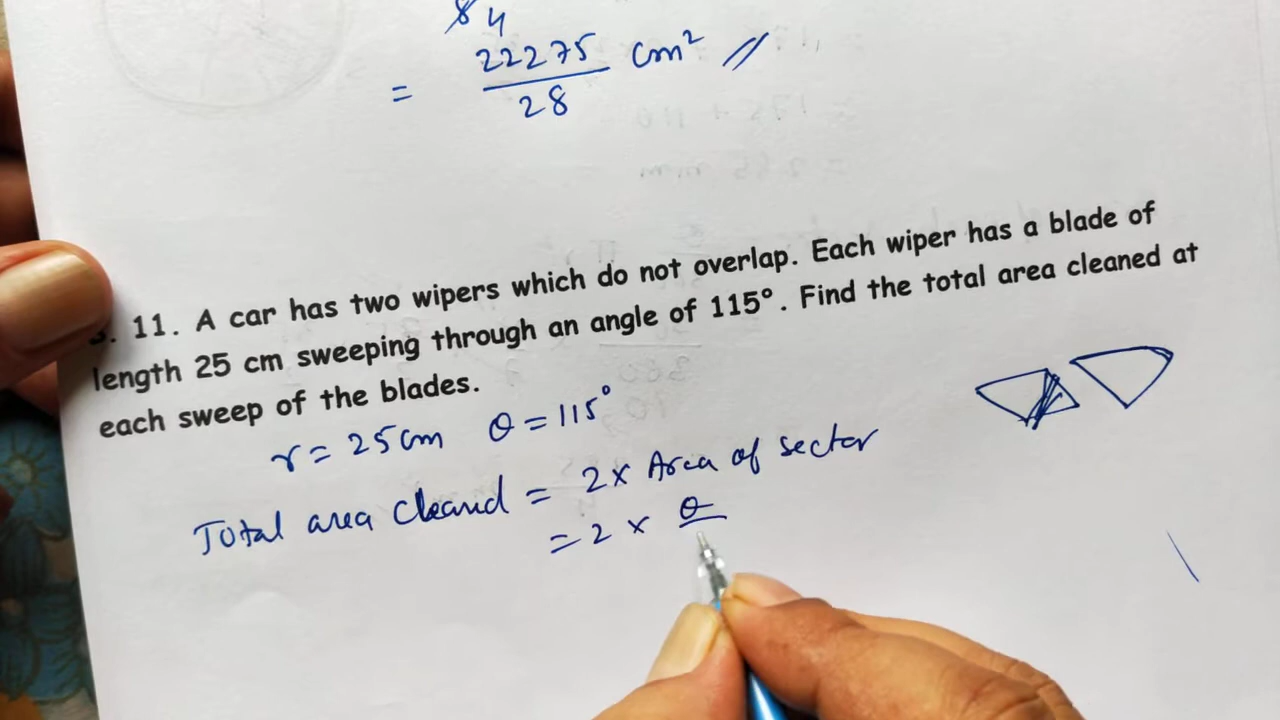 8 4
= 22275/28 cm² //
11. A car has two wipers which do not overlap. Each wiper has a blade of
length 25 cm sweeping through an angle of 115°. Find the total area cleaned at
each sweep of the blades.
r = 25cm θ = 115°
Total area cleand = 2 x Area of sector
= 2 x θ